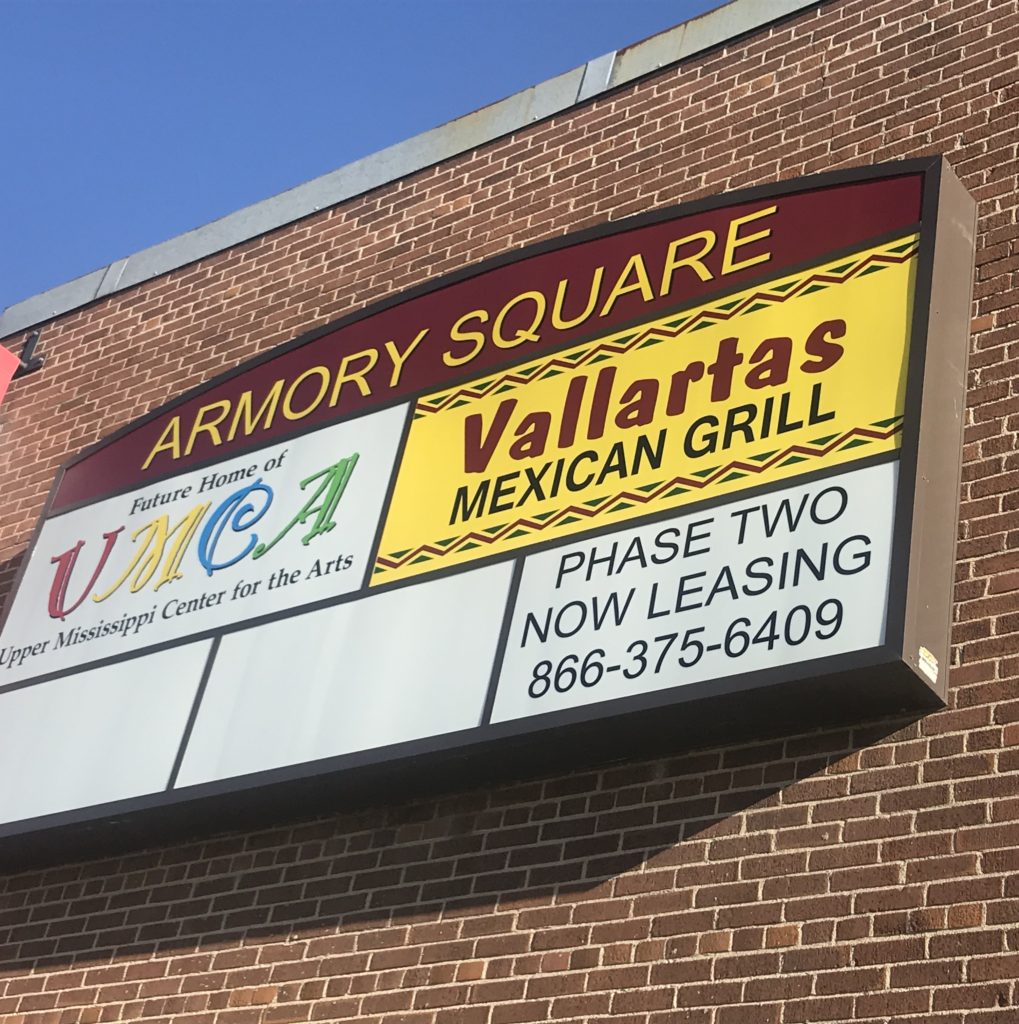 ARMORY SQUARE
Future Home of
UMCA
Upper Mississippi Center for the Arts
Vallartas
MEXICAN GRILL
PHASE TWO
NOW LEASING
866-375-6409